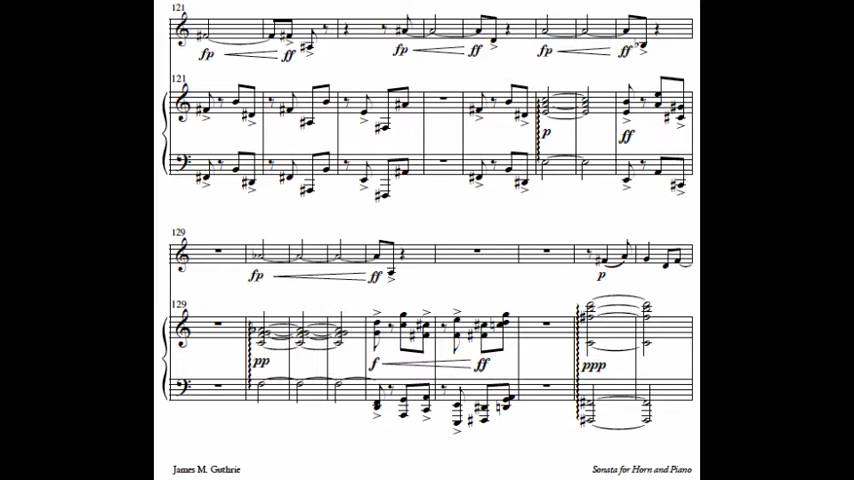 121
fp ff fp ff fp ff
121
p ff
129
fp ff p
129
pp f ff ppp
James M. Guthrie Sonata for Horn and Piano